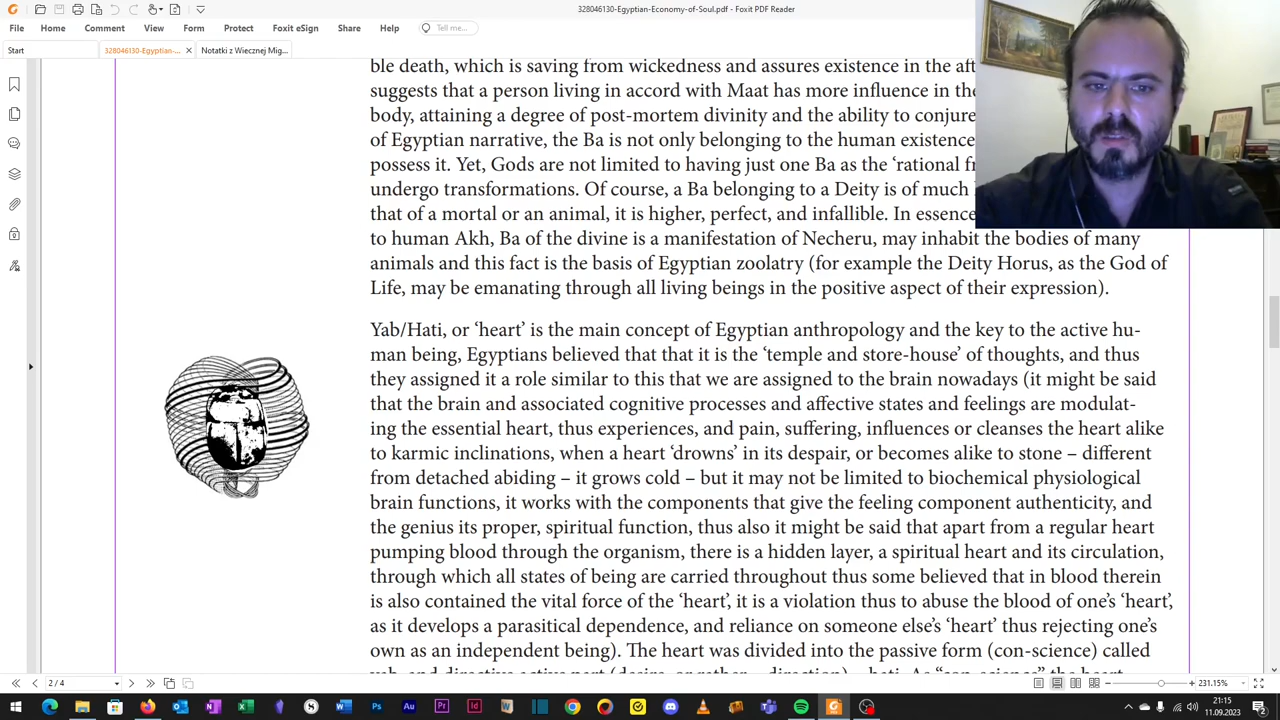 328046130-Egyptian-Economy-of-Soul.pdf - Foxit PDF Reader
File Home Comment View Form Protect Foxit eSign Share Help Tell me...
Start 328046130-Egyptian-... Notatki z Wiecznej Mig...
ble death, which is saving from wickedness and assures existence in the aft
suggests that a person living in accord with Maat has more influence in the
body, attaining a degree of post-mortem divinity and the ability to conjure
of Egyptian narrative, the Ba is not only belonging to the human existence
possess it. Yet, Gods are not limited to having just one Ba as the ‘rational fr
undergo transformations. Of course, a Ba belonging to a Deity is of much
that of a mortal or an animal, it is higher, perfect, and infallible. In essence
to human Akh, Ba of the divine is a manifestation of Necheru, may inhabit the bodies of many
animals and this fact is the basis of Egyptian zoolatry (for example the Deity Horus, as the God of
Life, may be emanating through all living beings in the positive aspect of their expression).
Yab/Hati, or ‘heart’ is the main concept of Egyptian anthropology and the key to the active hu-
man being, Egyptians believed that that it is the ‘temple and store-house’ of thoughts, and thus
they assigned it a role similar to this that we are assigned to the brain nowadays (it might be said
that the brain and associated cognitive processes and affective states and feelings are modulat-
ing the essential heart, thus experiences, and pain, suffering, influences or cleanses the heart alike
to karmic inclinations, when a heart ‘drowns’ in its despair, or becomes alike to stone – different
from detached abiding – it grows cold – but it may not be limited to biochemical physiological
brain functions, it works with the components that give the feeling component authenticity, and
the genius its proper, spiritual function, thus also it might be said that apart from a regular heart
pumping blood through the organism, there is a hidden layer, a spiritual heart and its circulation,
through which all states of being are carried throughout thus some believed that in blood therein
is also contained the vital force of the ‘heart’, it is a violation thus to abuse the blood of one’s ‘heart’,
as it develops a parasitical dependence, and reliance on someone else’s ‘heart’ thus rejecting one’s
own as an independent being). The heart was divided into the passive form (con-science) called
yab, and directive active part (desire, or rather – direction) – hati. As “con-science” the heart
2 / 4 231.15%
21:15
11.09.2023